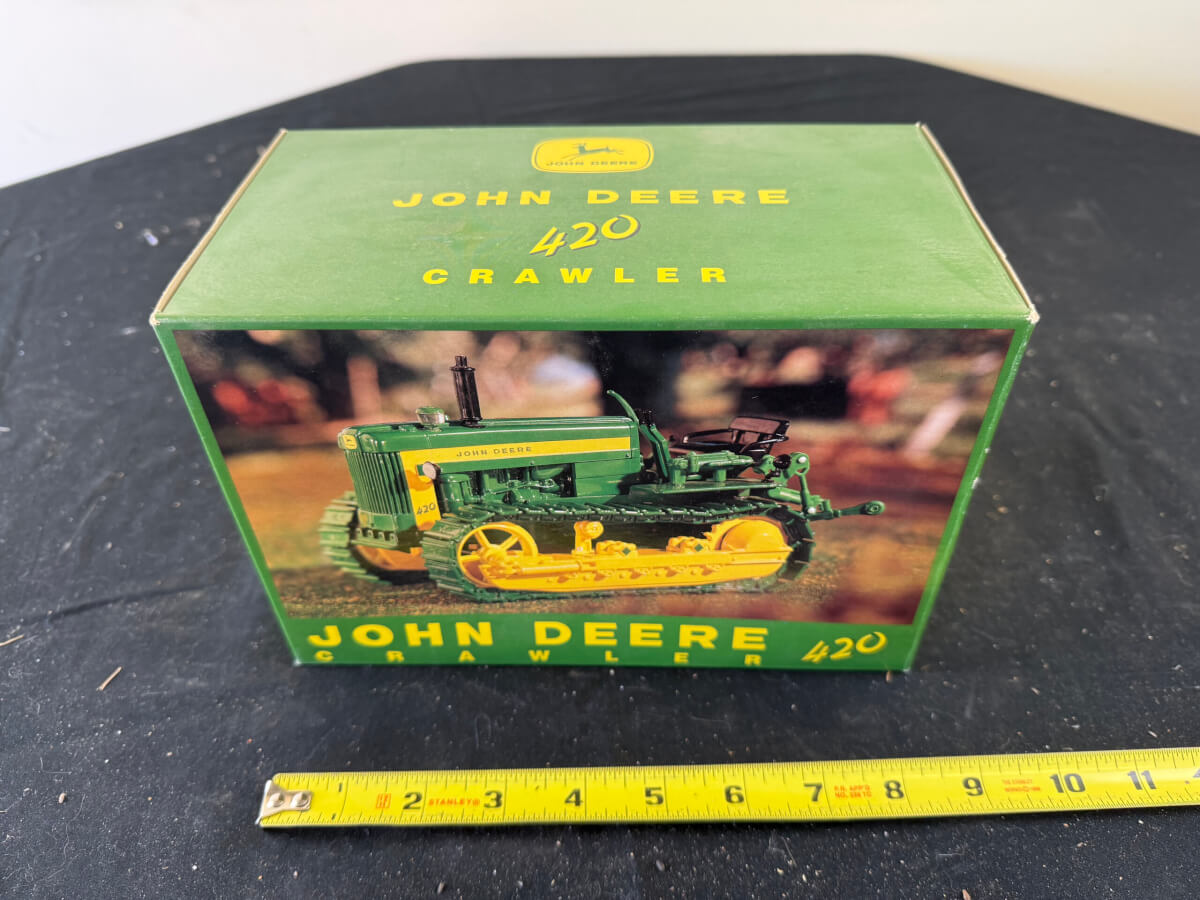 JOHN DEERE
JOHN DEERE
420
CRAWLER
JOHN DEERE
420
JOHN DEERE
CRAWLER 420
1 2 STANLEY® 3 4 5 6 7 8 9 10 11